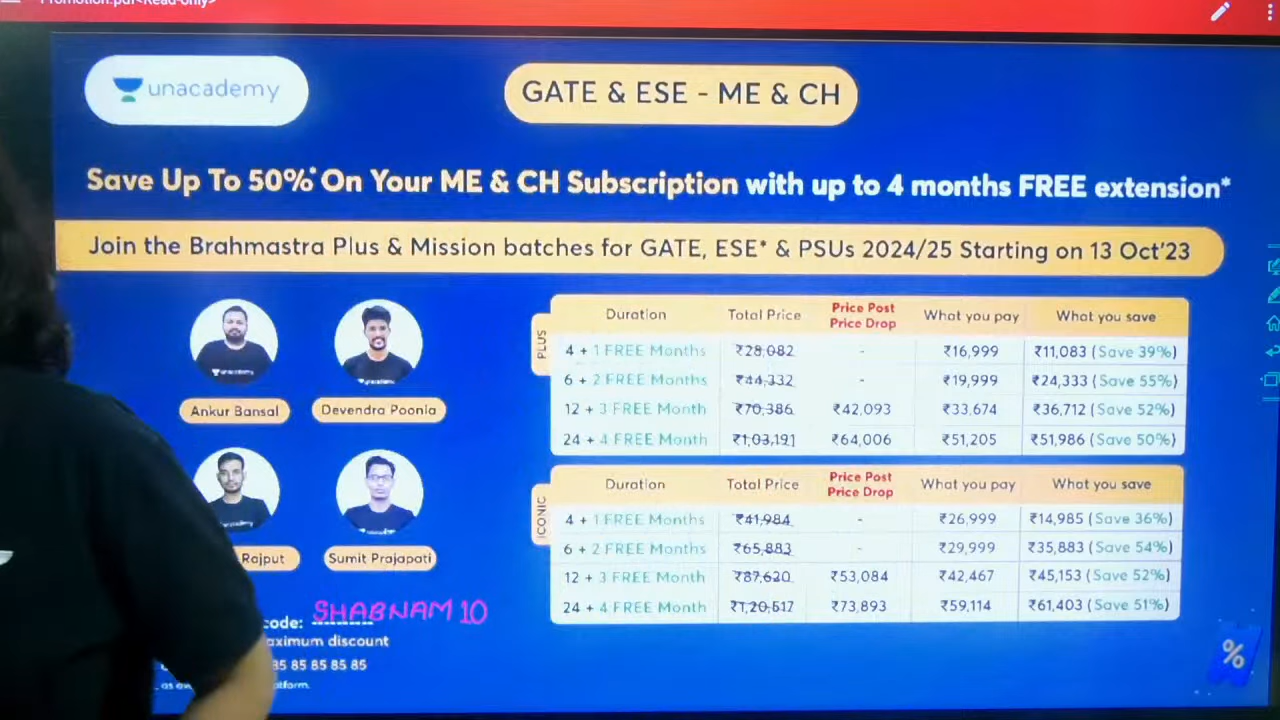 Promotion.pdf<Read-only>
unacademy
GATE & ESE - ME & CH
Save Up To 50%* On Your ME & CH Subscription with up to 4 months FREE extension*
Join the Brahmastra Plus & Mission batches for GATE, ESE* & PSUs 2024/25 Starting on 13 Oct'23
Ankur Bansal
Devendra Poonia
Rajput
Sumit Prajapati
code: SHABNAM 10
maximum discount
85 85 85 85 85
PLUS
Duration Total Price Price Post Price Drop What you pay What you save
4 + 1 FREE Months ₹28,082 - ₹16,999 ₹11,083 (Save 39%)
6 + 2 FREE Months ₹44,332 - ₹19,999 ₹24,333 (Save 55%)
12 + 3 FREE Month ₹70,386 ₹42,093 ₹33,674 ₹36,712 (Save 52%)
24 + 4 FREE Month ₹1,03,191 ₹64,006 ₹51,205 ₹51,986 (Save 50%)
ICONIC
Duration Total Price Price Post Price Drop What you pay What you save
4 + 1 FREE Months ₹41,984 - ₹26,999 ₹14,985 (Save 36%)
6 + 2 FREE Months ₹65,883 - ₹29,999 ₹35,883 (Save 54%)
12 + 3 FREE Month ₹87,620 ₹53,084 ₹42,467 ₹45,153 (Save 52%)
24 + 4 FREE Month ₹1,20,517 ₹73,893 ₹59,114 ₹61,403 (Save 51%)
%